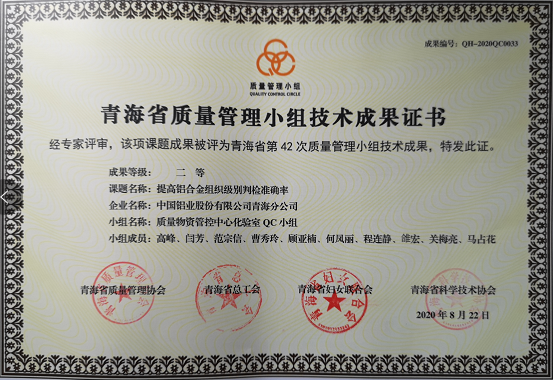 成果编号：QH-2020QC0033
质量管理小组
QUALITY CONTROL CIRCLE
青海省质量管理小组技术成果证书
经专家评审，该项课题成果被评为青海省第 42 次质量管理小组技术成果，特发此证。
成果等级： 二 等
课题名称：提高铝合金组织级别判检准确率
企业名称：中国铝业股份有限公司青海分公司
小组名称：质量物资管控中心化验室 QC 小组
小组成员：高峰、闫芳、范宗信、曹秀玲、顾亚楠、何凤丽、程连静、雒宏、关梅亮、马占花
青海省质量管理协会 青海省总工会 青海省妇女联合会 青海省科学技术协会
2020 年 8 月 22 日